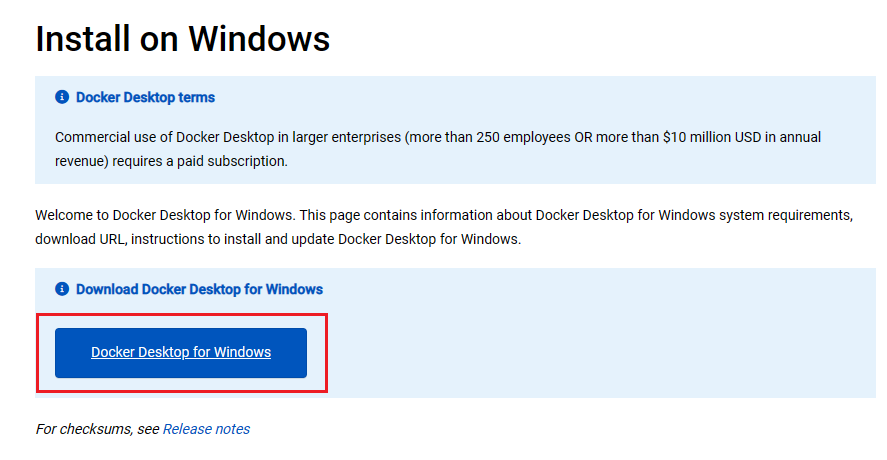 Install on Windows
Docker Desktop terms
Commercial use of Docker Desktop in larger enterprises (more than 250 employees OR more than $10 million USD in annual
revenue) requires a paid subscription.
Welcome to Docker Desktop for Windows. This page contains information about Docker Desktop for Windows system requirements,
download URL, instructions to install and update Docker Desktop for Windows.
Download Docker Desktop for Windows
Docker Desktop for Windows
For checksums, see Release notes